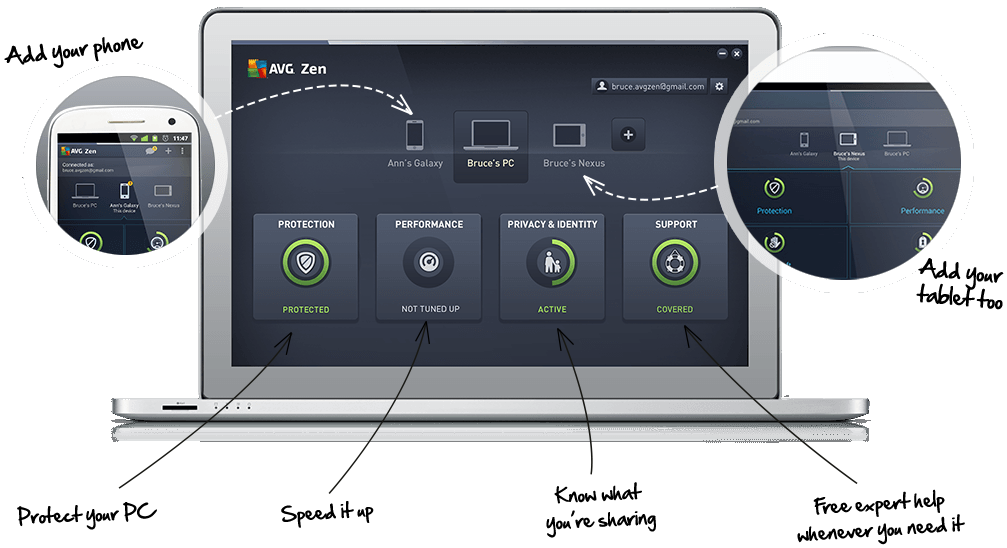 Add your phone
11:47
AVG Zen
Connected as:
bruce.avgzen@gmail.com
Bruce's PC
Ann's Galaxy
This device
Bruce's Nexus
AVG. Zen
bruce.avgzen@gmail.com
Ann's Galaxy
Bruce's PC
Bruce's Nexus
PROTECTION
PROTECTED
PERFORMANCE
NOT TUNED UP
PRIVACY & IDENTITY
ACTIVE
SUPPORT
COVERED
gmail.com
Ann's Galaxy
Bruce's Nexus
This device
Bruce's PC
Protection
Performance
Add your
tablet too
Protect your PC
Speed it up
Know what
you're sharing
Free expert help
whenever you need it